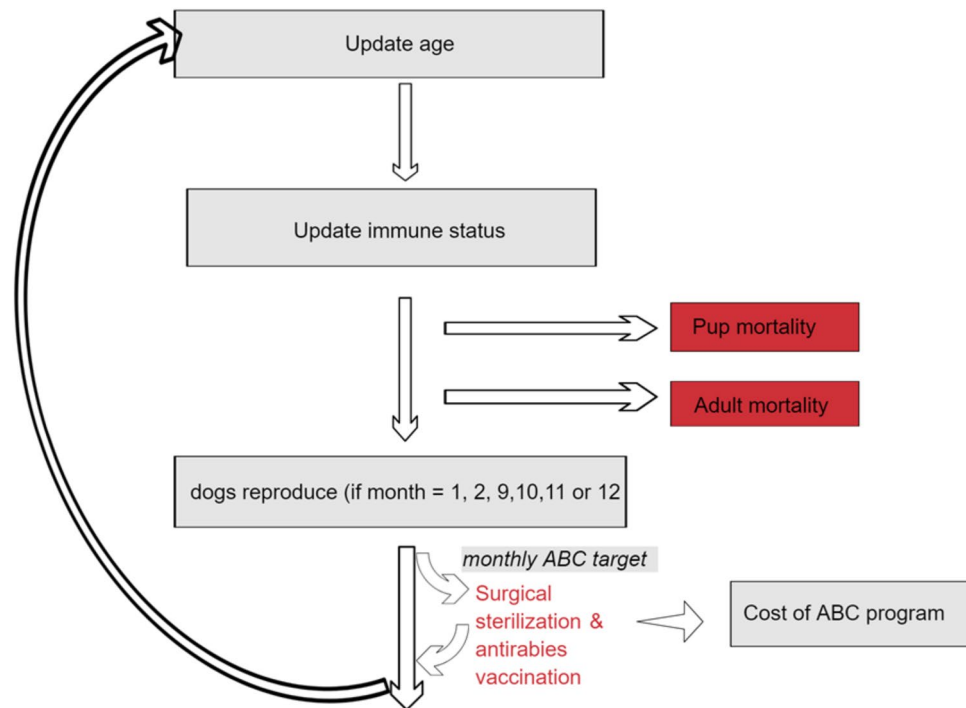 Update age
Update immune status
Pup mortality
Adult mortality
dogs reproduce (if month = 1, 2, 9,10,11 or 12
monthly ABC target
Surgical
sterilization &
antirabies
vaccination
Cost of ABC program